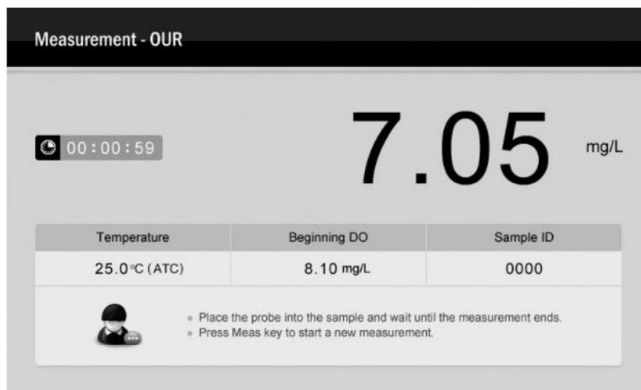 Measurement - OUR
00:00:59
7.05 mg/L
Temperature Beginning DO Sample ID
25.0°C (ATC) 8.10 mg/L 0000
Place the probe into the sample and wait until the measurement ends.
Press Meas key to start a new measurement.